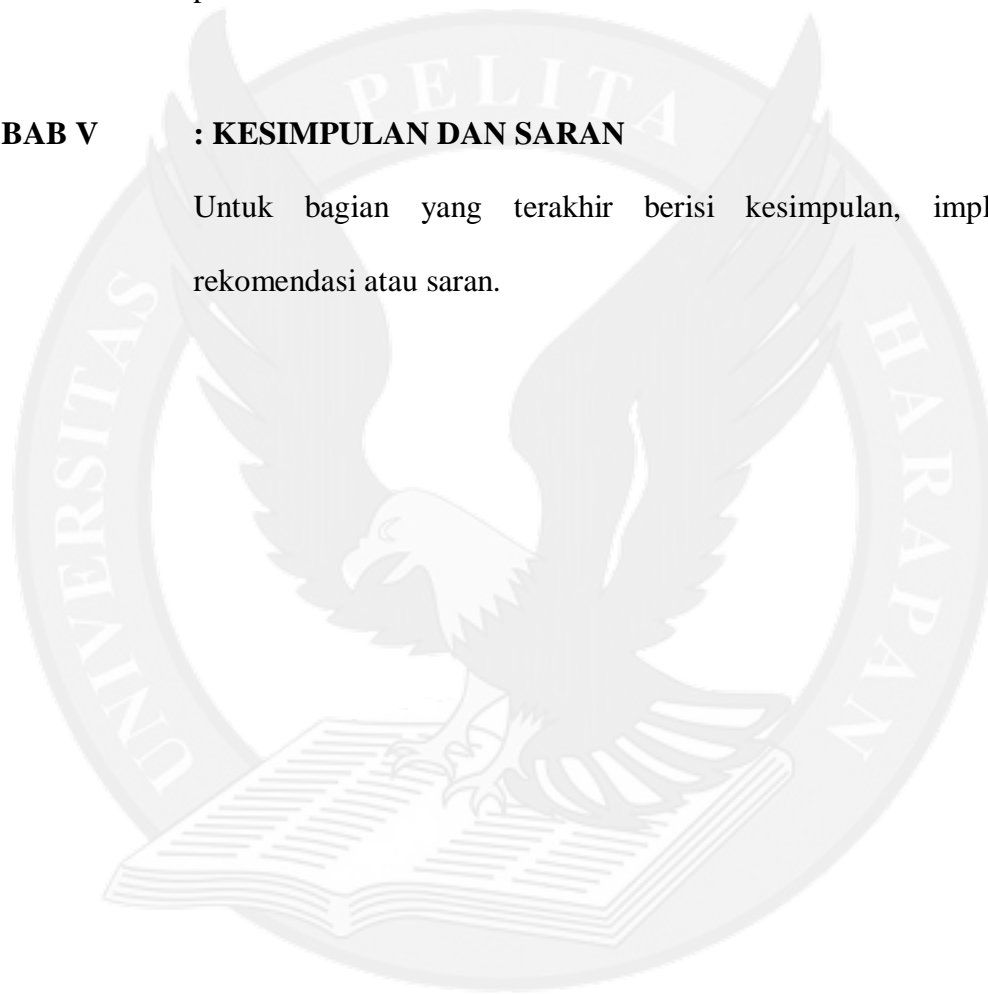 BAB V : KESIMPULAN DAN SARAN
Untuk bagian yang terakhir berisi kesimpulan,
rekomendasi atau saran.
UNIVERSITAS PELITA HARAPAN